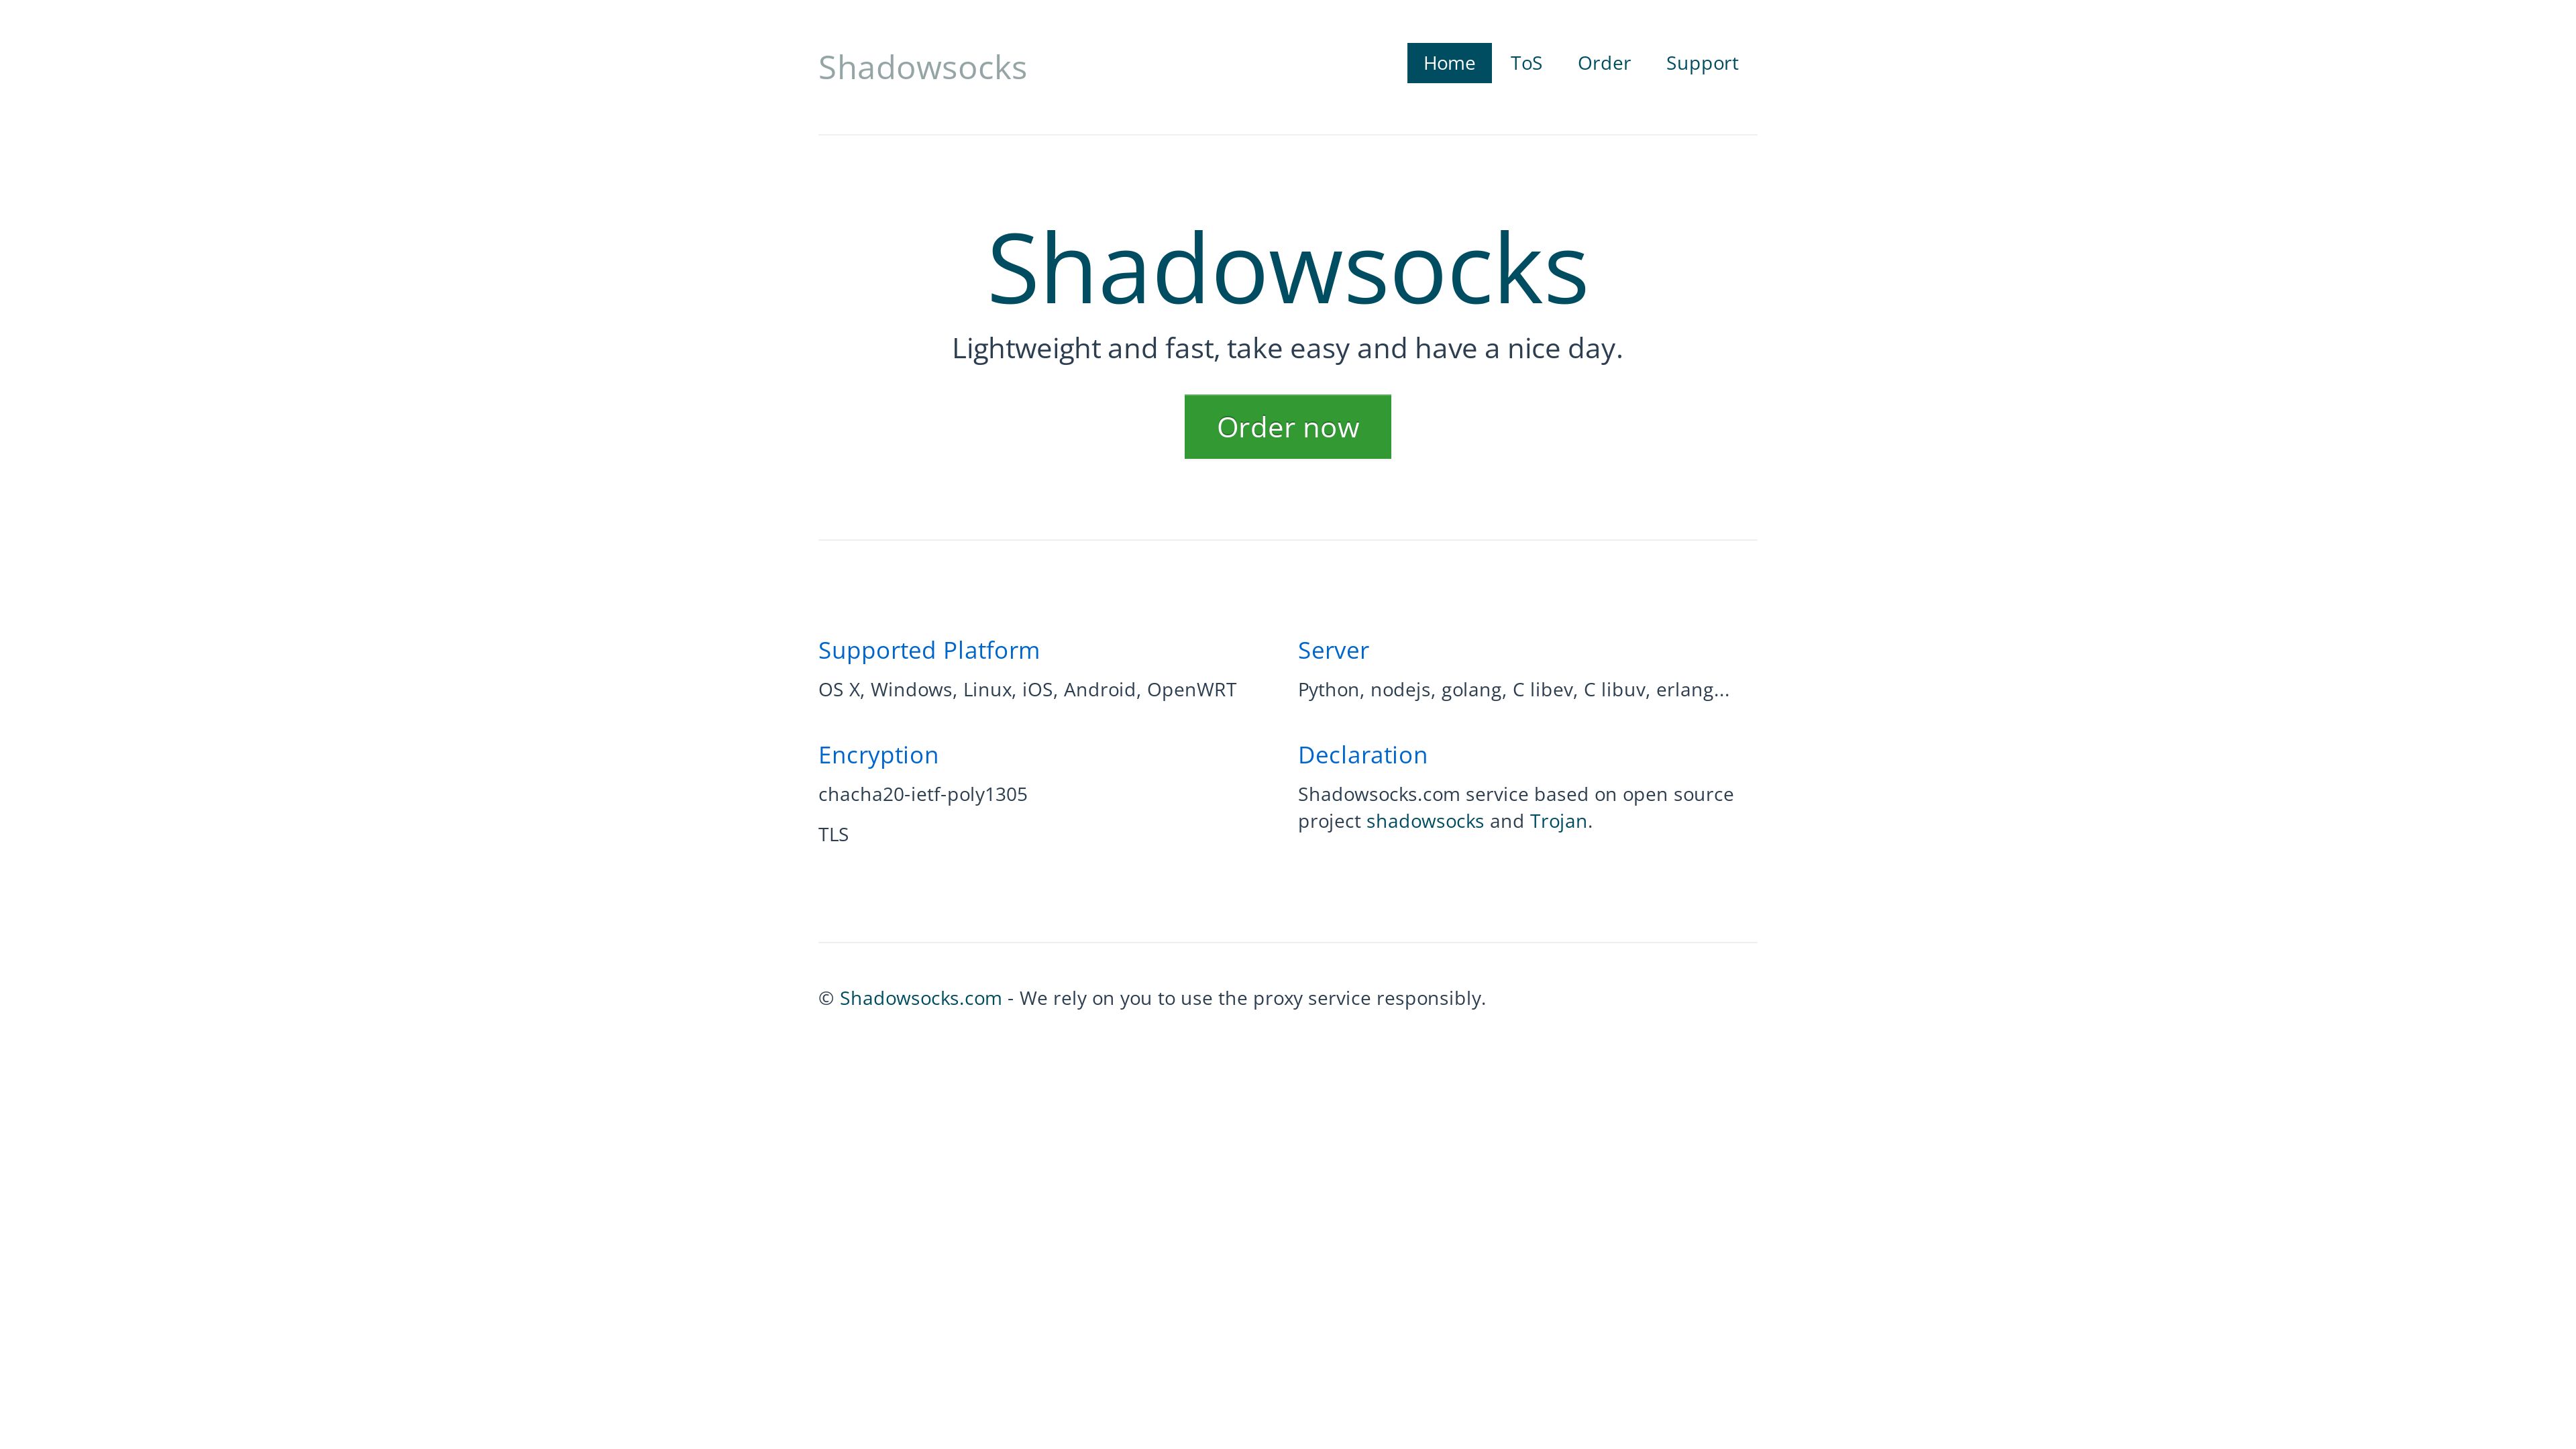 Shadowsocks
Home
ToS
Order
Support
Shadowsocks
Lightweight and fast, take easy and have a nice day.
Order now
Supported Platform
OS X, Windows, Linux, iOS, Android, OpenWRT
Server
Python, nodejs, golang, C libev, C libuv, erlang...
Encryption
chacha20-ietf-poly1305
TLS
Declaration
Shadowsocks.com service based on open source
project shadowsocks and Trojan.
© Shadowsocks.com - We rely on you to use the proxy service responsibly.